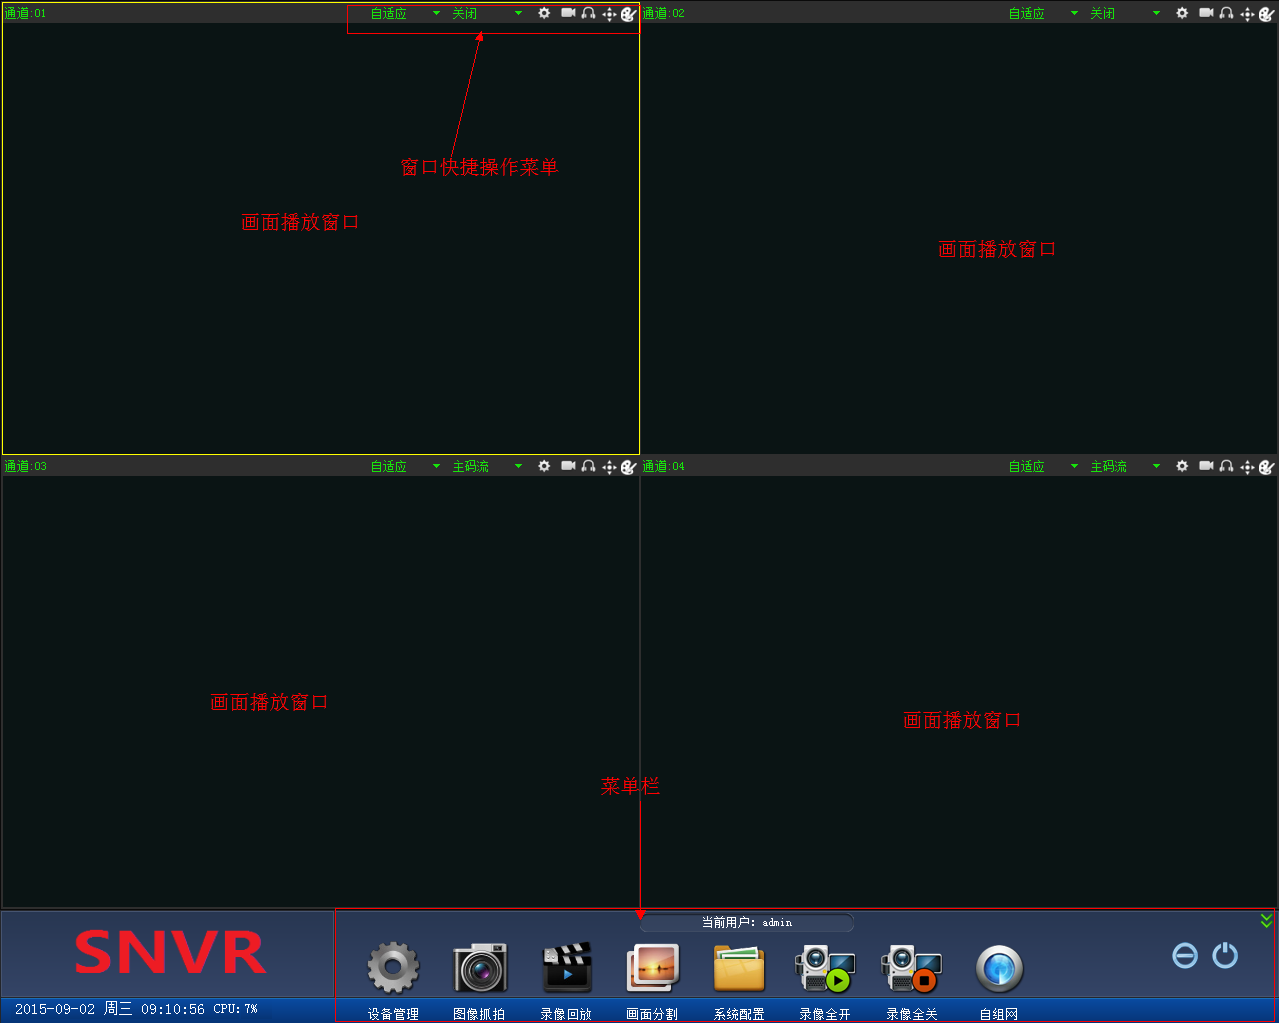 通道:01 自适应 关闭
通道:02 自适应 关闭
窗口快捷操作菜单
画面播放窗口
画面播放窗口
通道:03 自适应 主码流
通道:04 自适应 主码流
画面播放窗口
画面播放窗口
菜单栏
当前用户: admin
SNVR
2015-09-02 周三 09:10:56 CPU:7%
设备管理 图像抓拍 录像回放 画面分割 系统配置 录像全开 录像全关 自组网